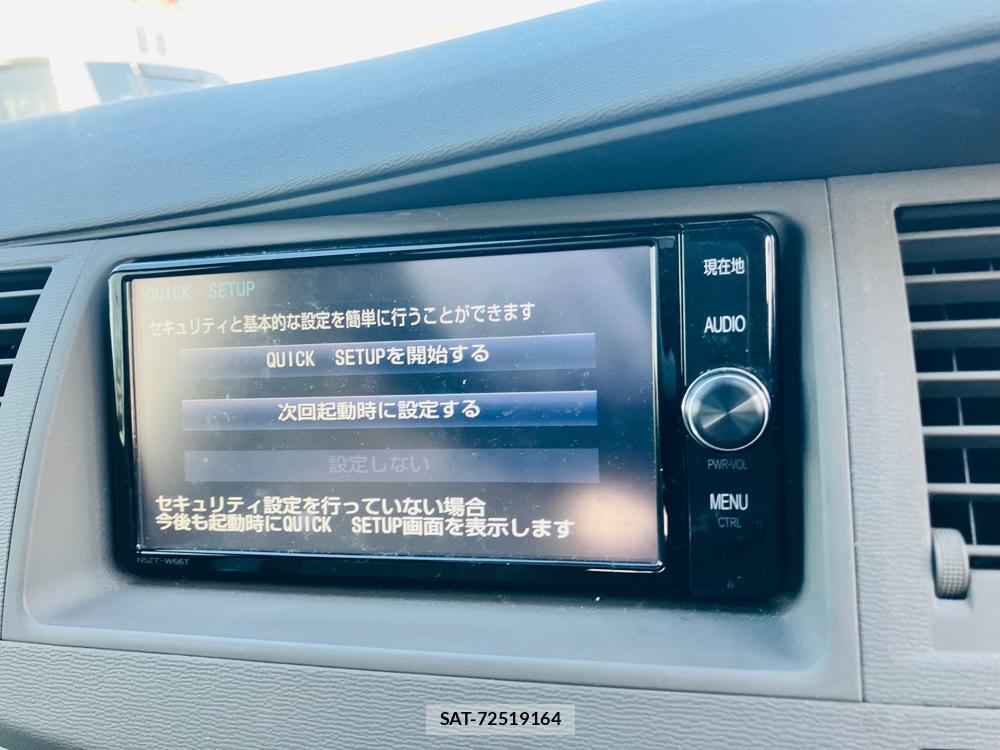 QUICK SETUP
セキュリティと基本的な設定を簡単に行うことができます
QUICK SETUPを開始する
次回起動時に設定する
設定しない
セキュリティ設定を行っていない場合
今後も起動時にQUICK SETUP画面を表示します
NSZT-W66T
現在地
AUDIO
PWR-VOL
MENU
CTRL
SAT-72519164